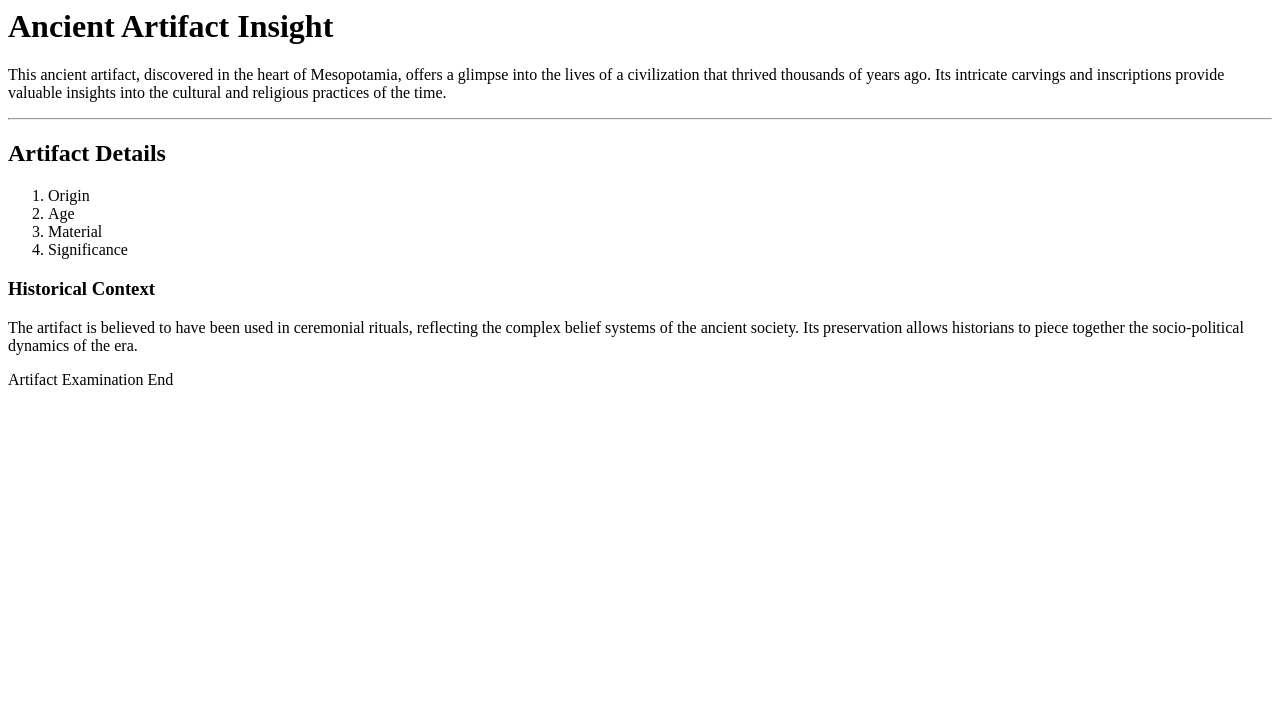 Ancient Artifact Insight
This ancient artifact, discovered in the heart of Mesopotamia, offers a glimpse into the lives of a civilization that thrived thousands of years ago. Its intricate carvings and inscriptions provide
valuable insights into the cultural and religious practices of the time.
Artifact Details
1. Origin
2. Age
3. Material
4. Significance
Historical Context
The artifact is believed to have been used in ceremonial rituals, reflecting the complex belief systems of the ancient society. Its preservation allows historians to piece together the socio-political
dynamics of the era.
Artifact Examination End